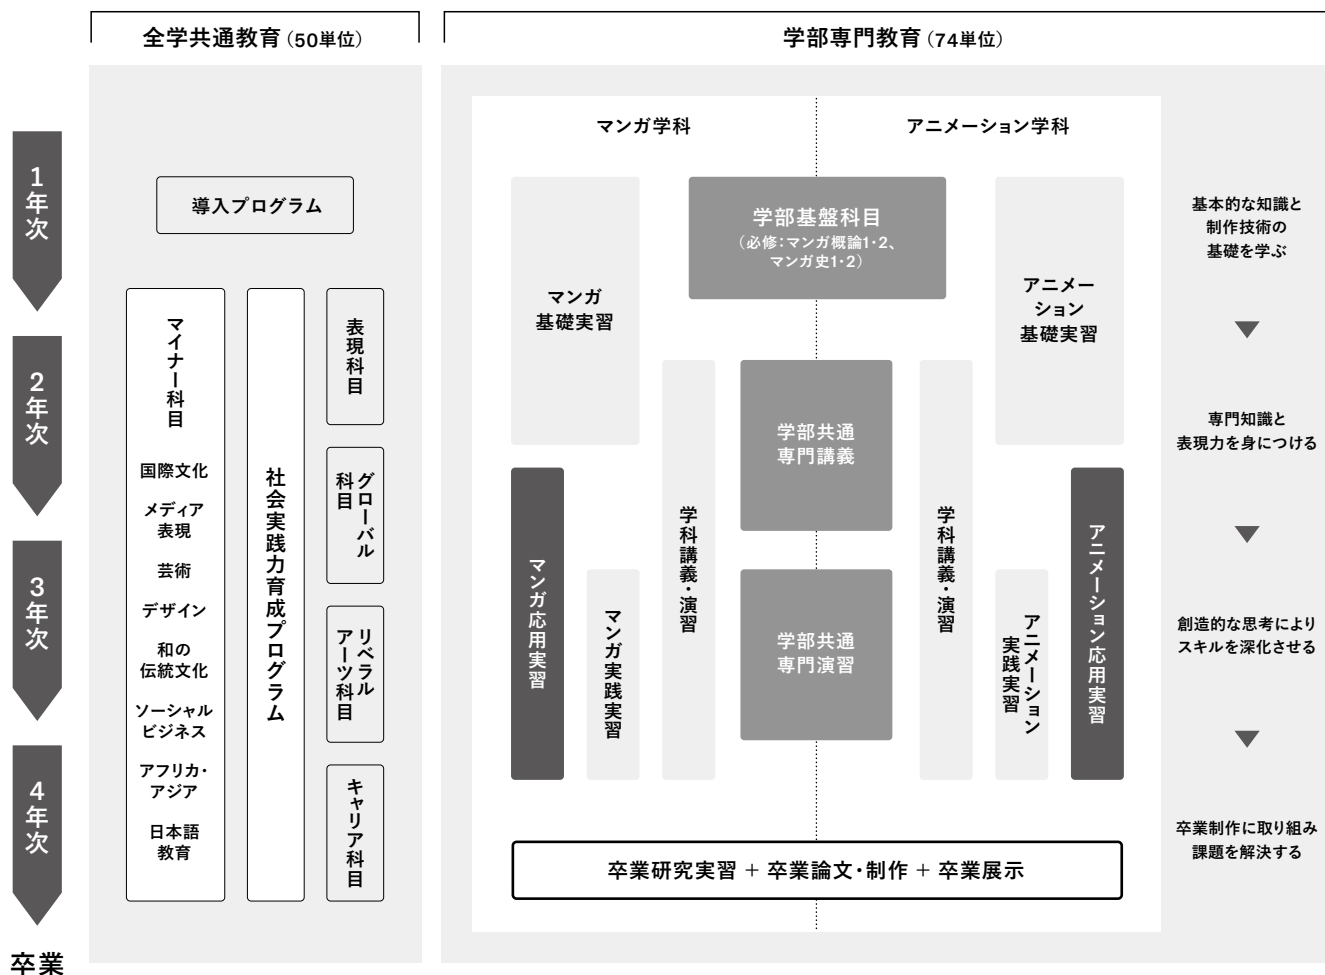 全学共通教育（50単位）
学部専門教育（74単位）
1年次
2年次
3年次
4年次
卒業
導入プログラム
マイナー科目
国際文化
メディア
表現
芸術
デザイン
和の
伝統文化
ソーシャル
ビジネス
アフリカ・
アジア
日本語
教育
社会実践力育成プログラム
表現科目
グローバル
科目
リベラル
アーツ科目
キャリア科目
マンガ学科
アニメーション学科
マンガ
基礎実習
学部基盤科目
（必修：マンガ概論1・2、
マンガ史1・2）
アニメー
ション
基礎実習
マンガ応用実習
マンガ実践実習
学科講義・演習
学部共通
専門講義
学部共通
専門演習
学科講義・演習
アニメーション
実践実習
アニメーション応用実習
卒業研究実習 + 卒業論文・制作 + 卒業展示
基本的な知識と
制作技術の
基礎を学ぶ
専門知識と
表現力を身につける
創造的な思考により
スキルを深化させる
卒業制作に取り組み
課題を解決する